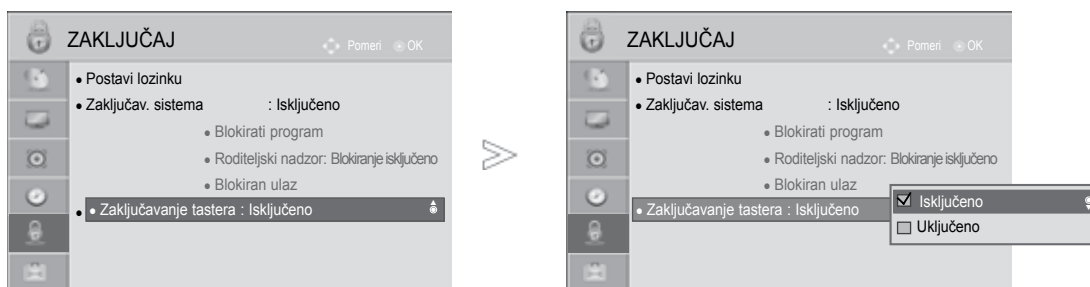 ZAKLJUČAJ
Pomeri OK
• Postavi lozinku
• Zaključav. sistema : Isključeno
• Blokirati program
• Roditeljski nadzor: Blokiranje isključeno
• Blokiran ulaz
• • Zaključavanje tastera : Isključeno
ZAKLJUČAJ
Pomeri OK
• Postavi lozinku
• Zaključav. sistema : Isključeno
• Blokirati program
• Roditeljski nadzor: Blokiranje isključeno
• Blokiran ulaz
• Zaključavanje tastera : Isključeno
Isključeno
Uključeno